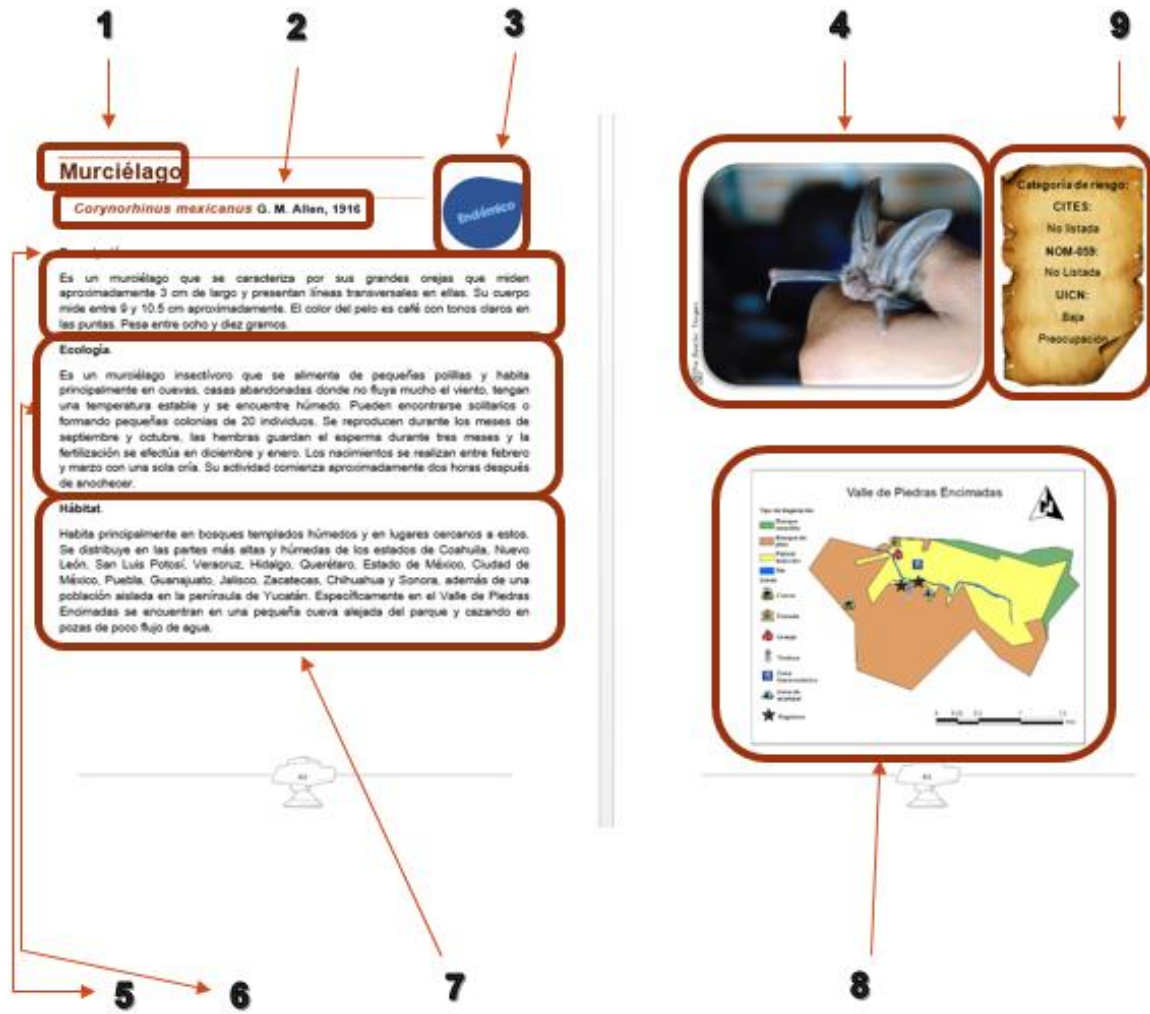 1
2
3
4
9
Murciélago
Corynorhinus mexicanus G. M. Allen, 1916
Endémico
Es un murciélago que se caracteriza por sus grandes orejas que miden
aproximadamente 3 cm de largo y presentan líneas transversales en ellas. Su cuerpo
mide entre 9 y 10.5 cm aproximadamente. El color del pelo es café con tonos claros en
las puntas. Pesa entre ocho y diez gramos.
Ecología.
Es un murciélago insectívoro que se alimenta de pequeñas polillas y habita
principalmente en cuevas, casas abandonadas donde no fluya mucho el viento, tengan
una temperatura estable y se encuentre húmedo. Pueden encontrarse solitarios o
formando pequeñas colonias de 20 individuos. Se reproducen durante los meses de
septiembre y octubre, las hembras guardan el esperma durante tres meses y la
fertilización se efectúa en diciembre y enero. Los nacimientos se realizan entre febrero
y marzo con una sola cría. Su actividad comienza aproximadamente dos horas después
de anochecer.
Hábitat.
Habita principalmente en bosques templados húmedos y en lugares cercanos a estos.
Se distribuye en las partes más altas y húmedas de los estados de Coahuila, Nuevo
León, San Luis Potosí, Veracruz, Hidalgo, Querétaro, Estado de México, Ciudad de
México, Puebla, Guanajuato, Jalisco, Zacatecas, Chihuahua y Sonora, además de una
población aislada en la península de Yucatán. Específicamente en el Valle de Piedras
Encimadas se encuentran en una pequeña cueva alejada del parque y cazando en
pozas de poco flujo de agua.
Categoría de riesgo:
CITES:
No listada
NOM-059:
No Listada
UICN:
Baja
Preocupación
Valle de Piedras Encimadas
5
6
7
8